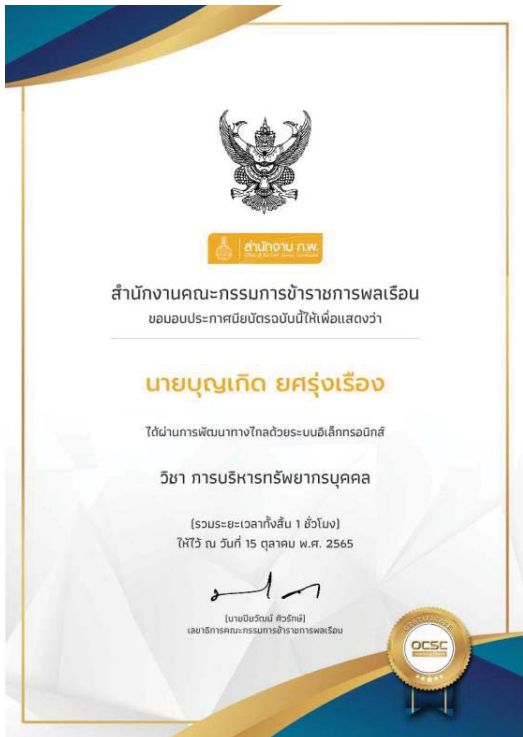 สำนักงาน ก.พ.
Office of the Civil Service Commission
สำนักงานคณะกรรมการข้าราชการพลเรือน
ขอมอบประกาศนียบัตรฉบับนี้ให้เพื่อแสดงว่า
นายบุญเกิด ยศรุ่งเรือง
ได้ผ่านการพัฒนาทางไกลด้วยระบบอิเล็กทรอนิกส์
วิชา การบริหารทรัพยากรบุคคล
(รวมระยะเวลาทั้งสิ้น 1 ชั่วโมง)
ให้ไว้ ณ วันที่ 15 ตุลาคม พ.ศ. 2565
(นายปิยวัฒน์ ศิวรักษ์)
เลขาธิการคณะกรรมการข้าราชการพลเรือน
CERTIFICATE
OCSC